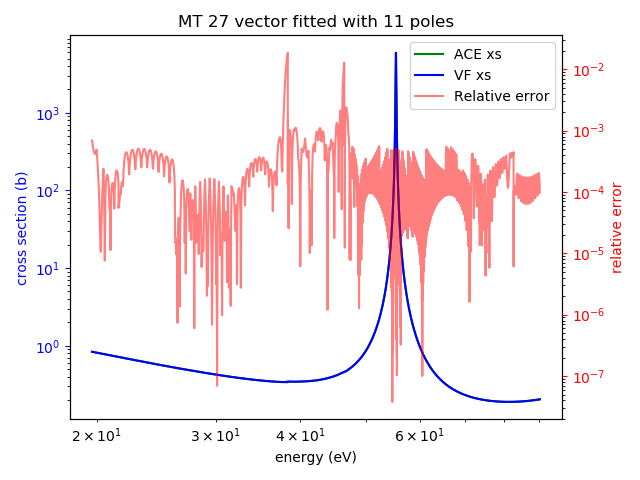 MT 27 vector fitted with 11 poles
ACE xs
VF xs
Relative error
cross section (b)
10³
10²
10¹
10⁰
relative error
10⁻²
10⁻³
10⁻⁴
10⁻⁵
10⁻⁶
10⁻⁷
2 × 10¹
3 × 10¹
4 × 10¹
6 × 10¹
energy (eV)